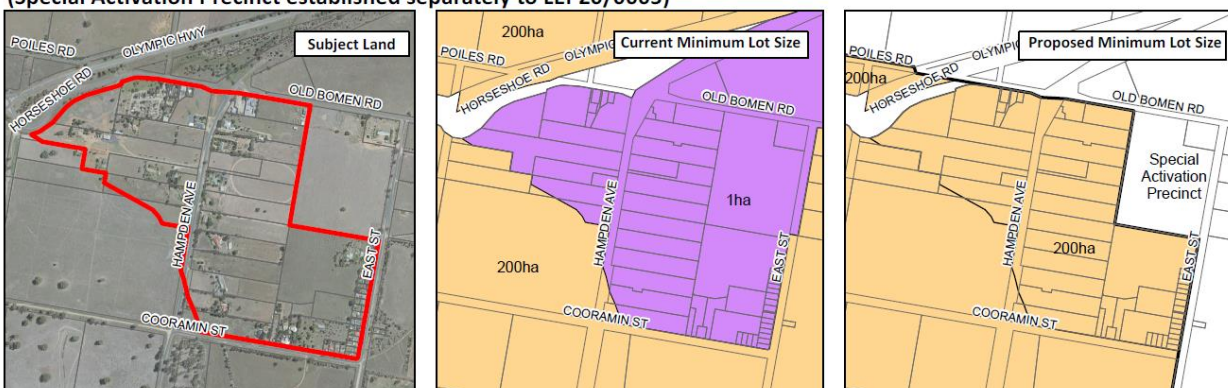 (Special Activation Precinct established separately to LEP20/0005)
Subject Land
POILES RD
OLYMPIC HWY
HORSESHOE RD
OLD BOMEN RD
HAMPDEN AVE
EAST ST
COORAMIN ST
Current Minimum Lot Size
200ha
POILES RD
OLYMPIC
HORSESHOE RD
OLD BOMEN RD
1ha
HAMPDEN AVE
200ha
EAST ST
COORAMIN ST
Proposed Minimum Lot Size
POILES RD
200ha
OLYMPIC
HORSESHOE RD
OLD BOMEN RD
Special
Activation
Precinct
HAMPDEN AVE
200ha
EAST ST
COORAMIN ST